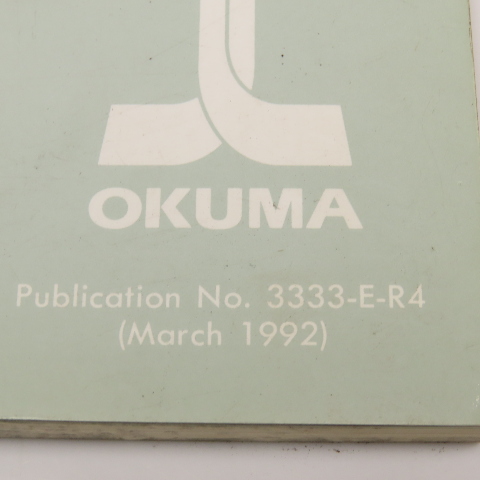 OKUMA
Publication No. 3333-E-R4
(March 1992)